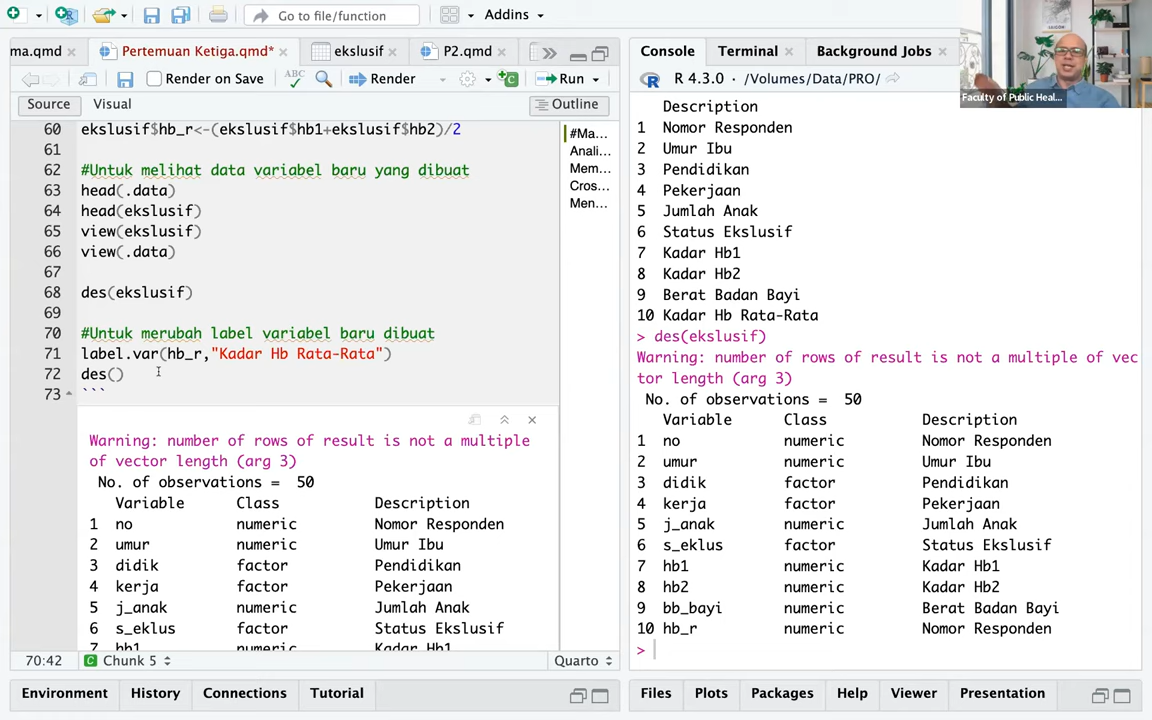 Go to file/function
Addins
ma.qmd
Pertemuan Ketiga.qmd*
ekslusif
P2.qmd
Render on Save
ABC
Render
Run
Source
Visual
Outline
60 ekslusif$hb_r<-(ekslusif$hb1+ekslusif$hb2)/2
61
62 #Untuk melihat data variabel baru yang dibuat
63 head(.data)
64 head(ekslusif)
65 view(ekslusif)
66 view(.data)
67
68 des(ekslusif)
69
70 #Untuk merubah label variabel baru dibuat
71 label.var(hb_r,"Kadar Hb Rata-Rata")
72 des()
73 ```
#Ma...
Anali...
Mem...
Cros...
Men...
Warning: number of rows of result is not a multiple
of vector length (arg 3)
No. of observations = 50
Variable Class Description
1 no numeric Nomor Responden
2 umur numeric Umur Ibu
3 didik factor Pendidikan
4 kerja factor Pekerjaan
5 j_anak numeric Jumlah Anak
6 s_eklus factor Status Ekslusif
7 hb1 numeric Kadar Hb1
70:42
Chunk 5
Quarto
Environment
History
Connections
Tutorial
Console
Terminal
Background Jobs
R 4.3.0 · /Volumes/Data/PRO/
Faculty of Public Heal...
Description
1 Nomor Responden
2 Umur Ibu
3 Pendidikan
4 Pekerjaan
5 Jumlah Anak
6 Status Ekslusif
7 Kadar Hb1
8 Kadar Hb2
9 Berat Badan Bayi
10 Kadar Hb Rata-Rata
> des(ekslusif)
Warning: number of rows of result is not a multiple of vec
tor length (arg 3)
No. of observations = 50
Variable Class Description
1 no numeric Nomor Responden
2 umur numeric Umur Ibu
3 didik factor Pendidikan
4 kerja factor Pekerjaan
5 j_anak numeric Jumlah Anak
6 s_eklus factor Status Ekslusif
7 hb1 numeric Kadar Hb1
8 hb2 numeric Kadar Hb2
9 bb_bayi numeric Berat Badan Bayi
10 hb_r numeric Nomor Responden
>
Files
Plots
Packages
Help
Viewer
Presentation